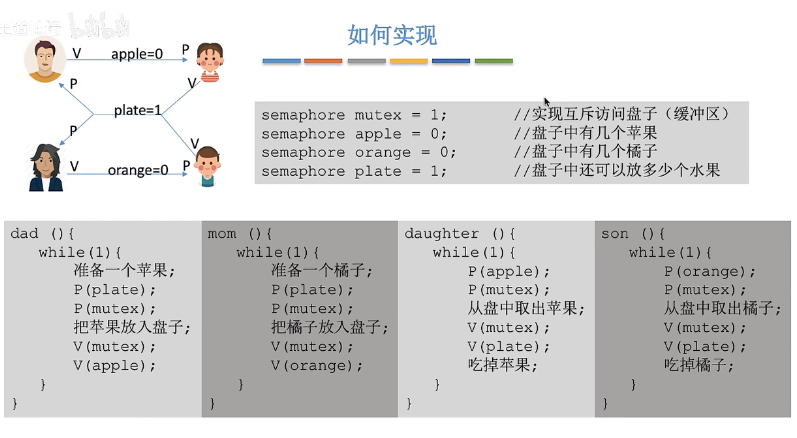 如何实现
V apple=0 P
P V
plate=1
P V
V orange=0 P
semaphore mutex = 1; //实现互斥访问盘子（缓冲区）
semaphore apple = 0; //盘子中有几个苹果
semaphore orange = 0; //盘子中有几个橘子
semaphore plate = 1; //盘子中还可以放多少个水果
dad (){
while(1){
准备一个苹果;
P(plate);
P(mutex);
把苹果放入盘子;
V(mutex);
V(apple);
}
}
mom (){
while(1){
准备一个橘子;
P(plate);
P(mutex);
把橘子放入盘子;
V(mutex);
V(orange);
}
}
daughter (){
while(1){
P(apple);
P(mutex);
从盘中取出苹果;
V(mutex);
V(plate);
吃掉苹果;
}
}
son (){
while(1){
P(orange);
P(mutex);
从盘中取出橘子;
V(mutex);
V(plate);
吃掉橘子;
}
}